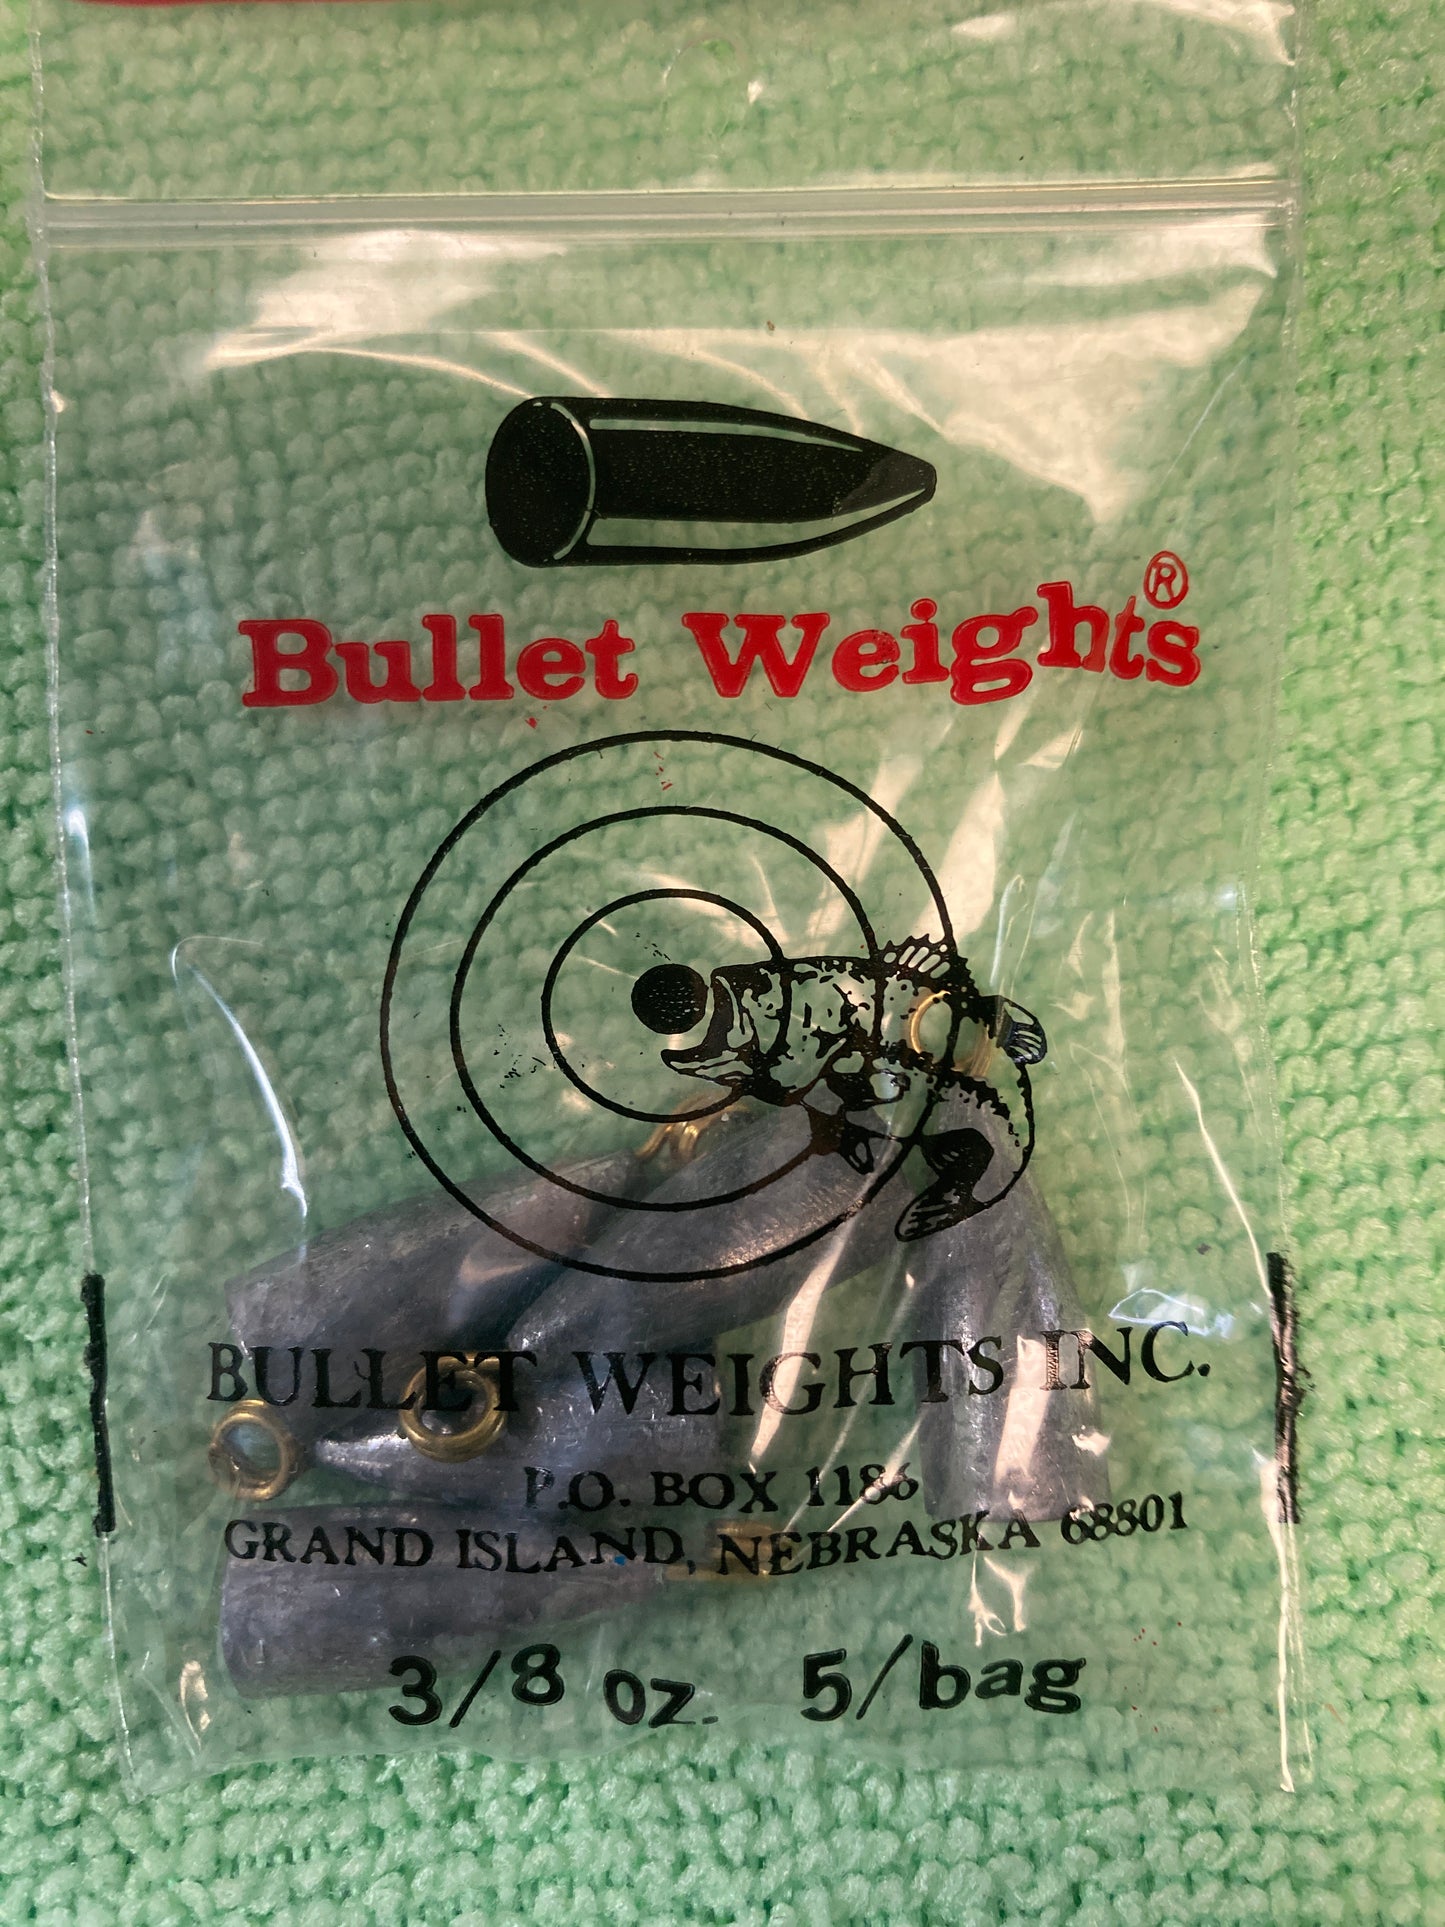 Bullet Weights®
BULLET WEIGHTS INC.
P.O. BOX 1186
GRAND ISLAND, NEBRASKA 68801
3/8 oz. 5/bag